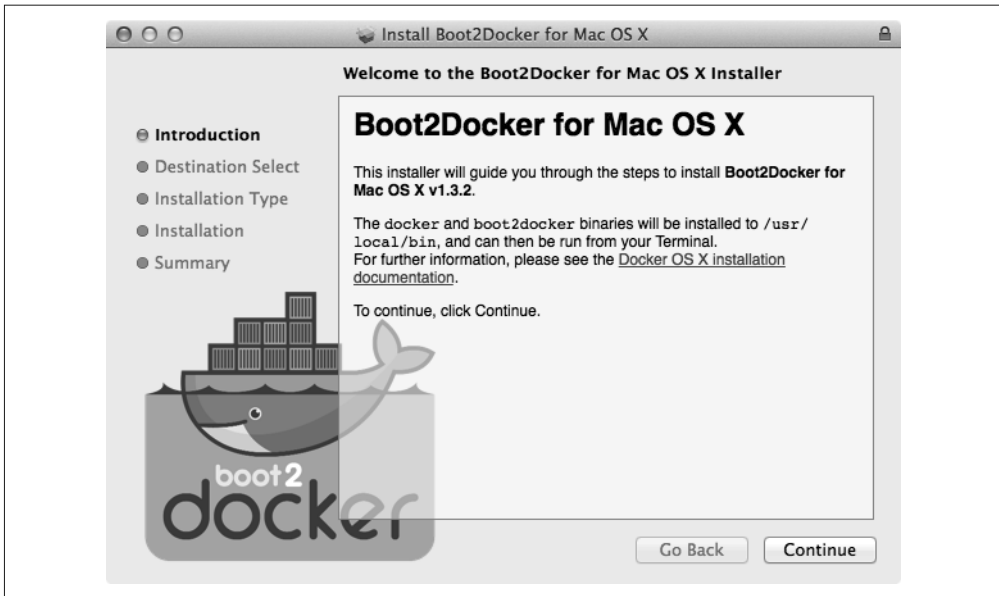 Install Boot2Docker for Mac OS X
Welcome to the Boot2Docker for Mac OS X Installer
Introduction
Destination Select
Installation Type
Installation
Summary
Boot2Docker for Mac OS X
This installer will guide you through the steps to install Boot2Docker for
Mac OS X v1.3.2.
The docker and boot2docker binaries will be installed to /usr/
local/bin, and can then be run from your Terminal.
For further information, please see the Docker OS X installation
documentation.
To continue, click Continue.
boot2
docker
Go Back
Continue